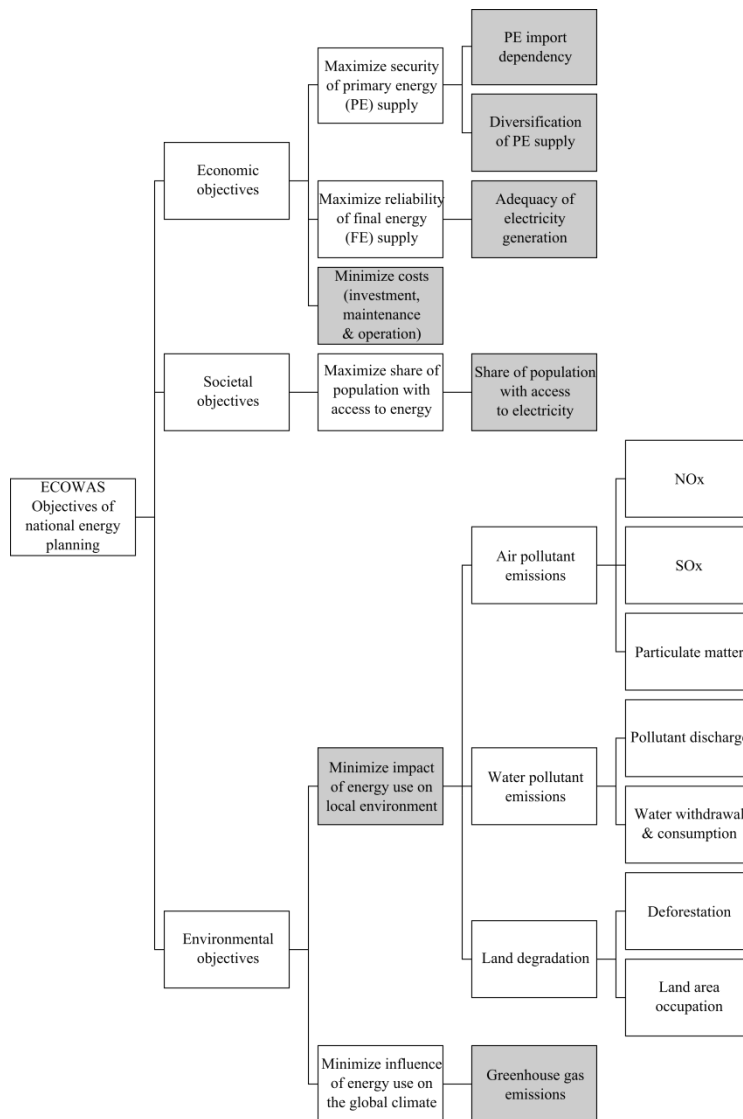 PE import
dependency
Maximize security
of primary energy
(PE) supply
Diversification
of PE supply
Economic
objectives
Maximize reliability
of final energy
(FE) supply
Adequacy of
electricity
generation
Minimize costs
(investment,
maintenance
& operation)
Societal
objectives
Maximize share of
population with
access to energy
Share of population
with access
to electricity
ECOWAS
Objectives of
national energy
planning
NOx
Air pollutant
emissions
SOx
Particulate matter
Minimize impact
of energy use on
local environment
Water pollutant
emissions
Pollutant discharge
Water withdrawal
& consumption
Environmental
objectives
Land degradation
Deforestation
Land area
occupation
Minimize influence
of energy use on
the global climate
Greenhouse gas
emissions